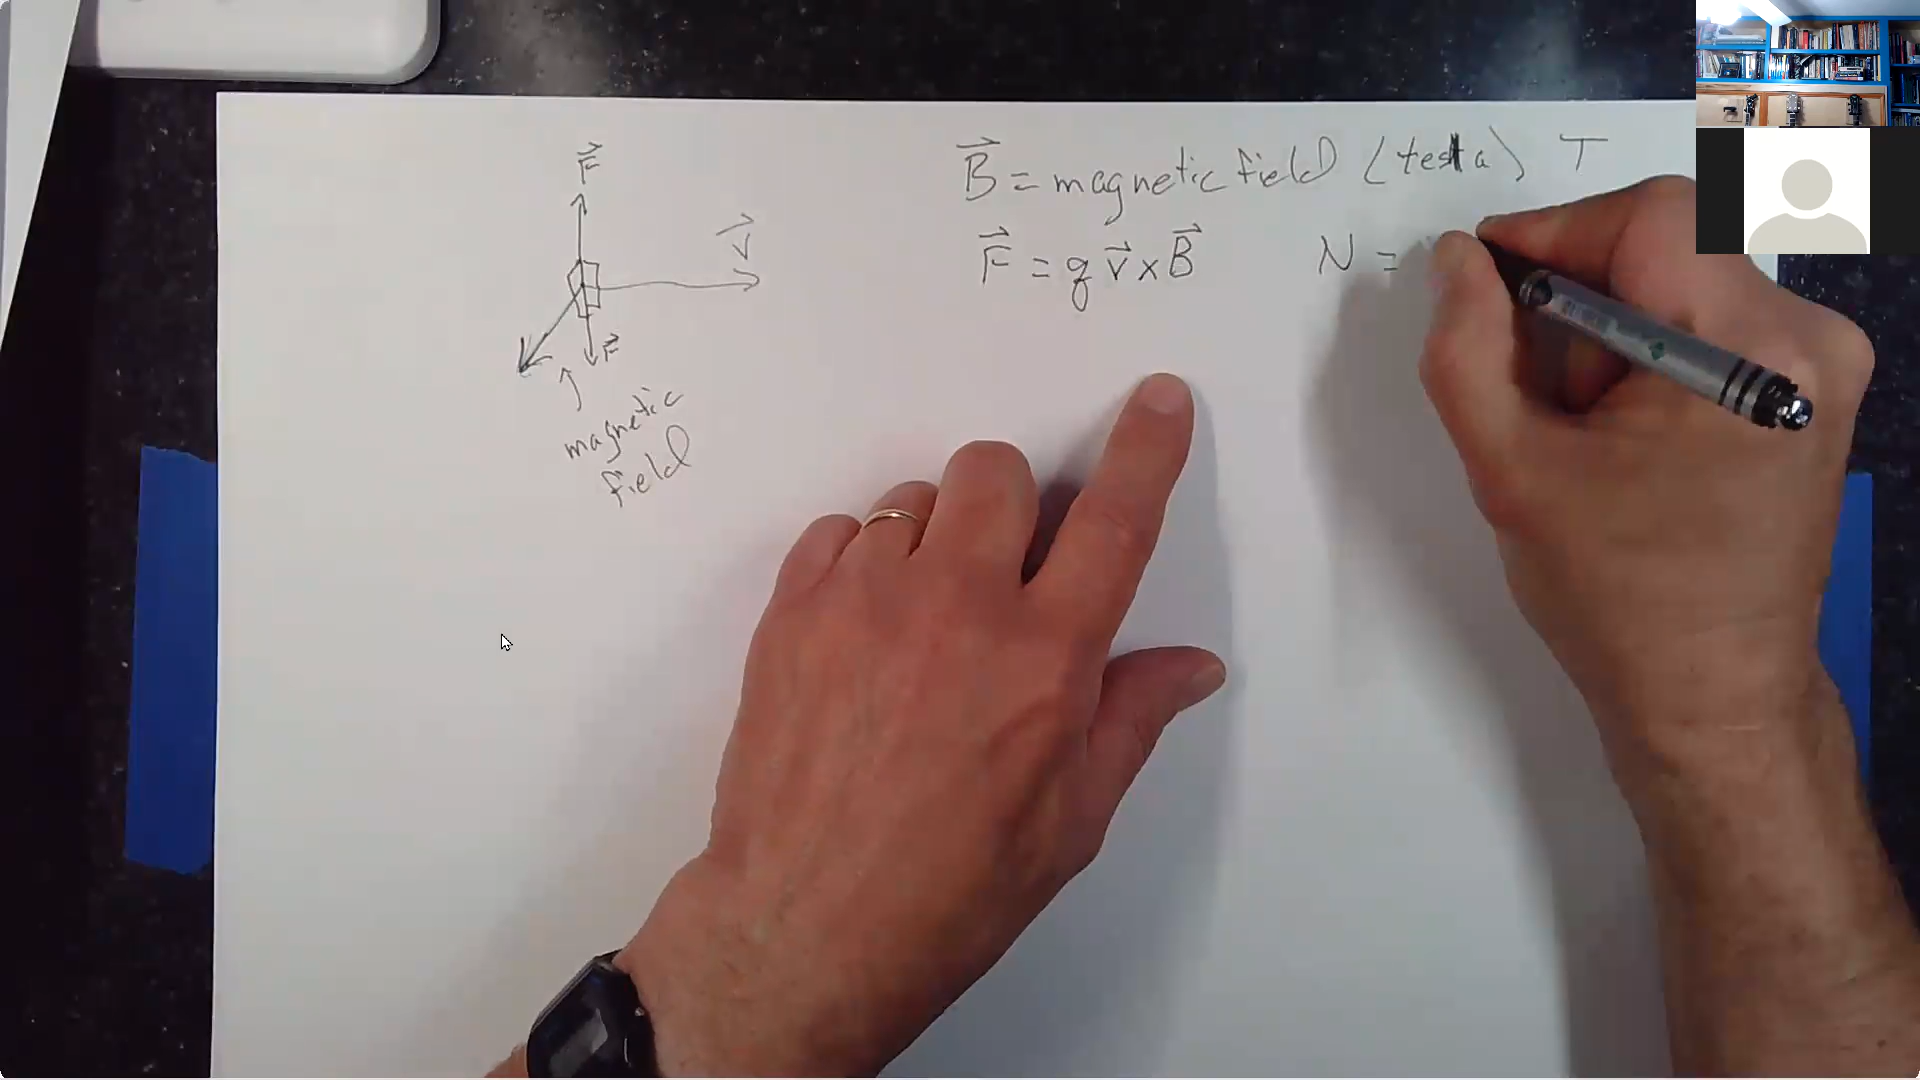 F⃗
v⃗
F⃗
magnetic
field
B⃗ = magnetic field (tesla) T
F⃗ = q v⃗ × B⃗ N =